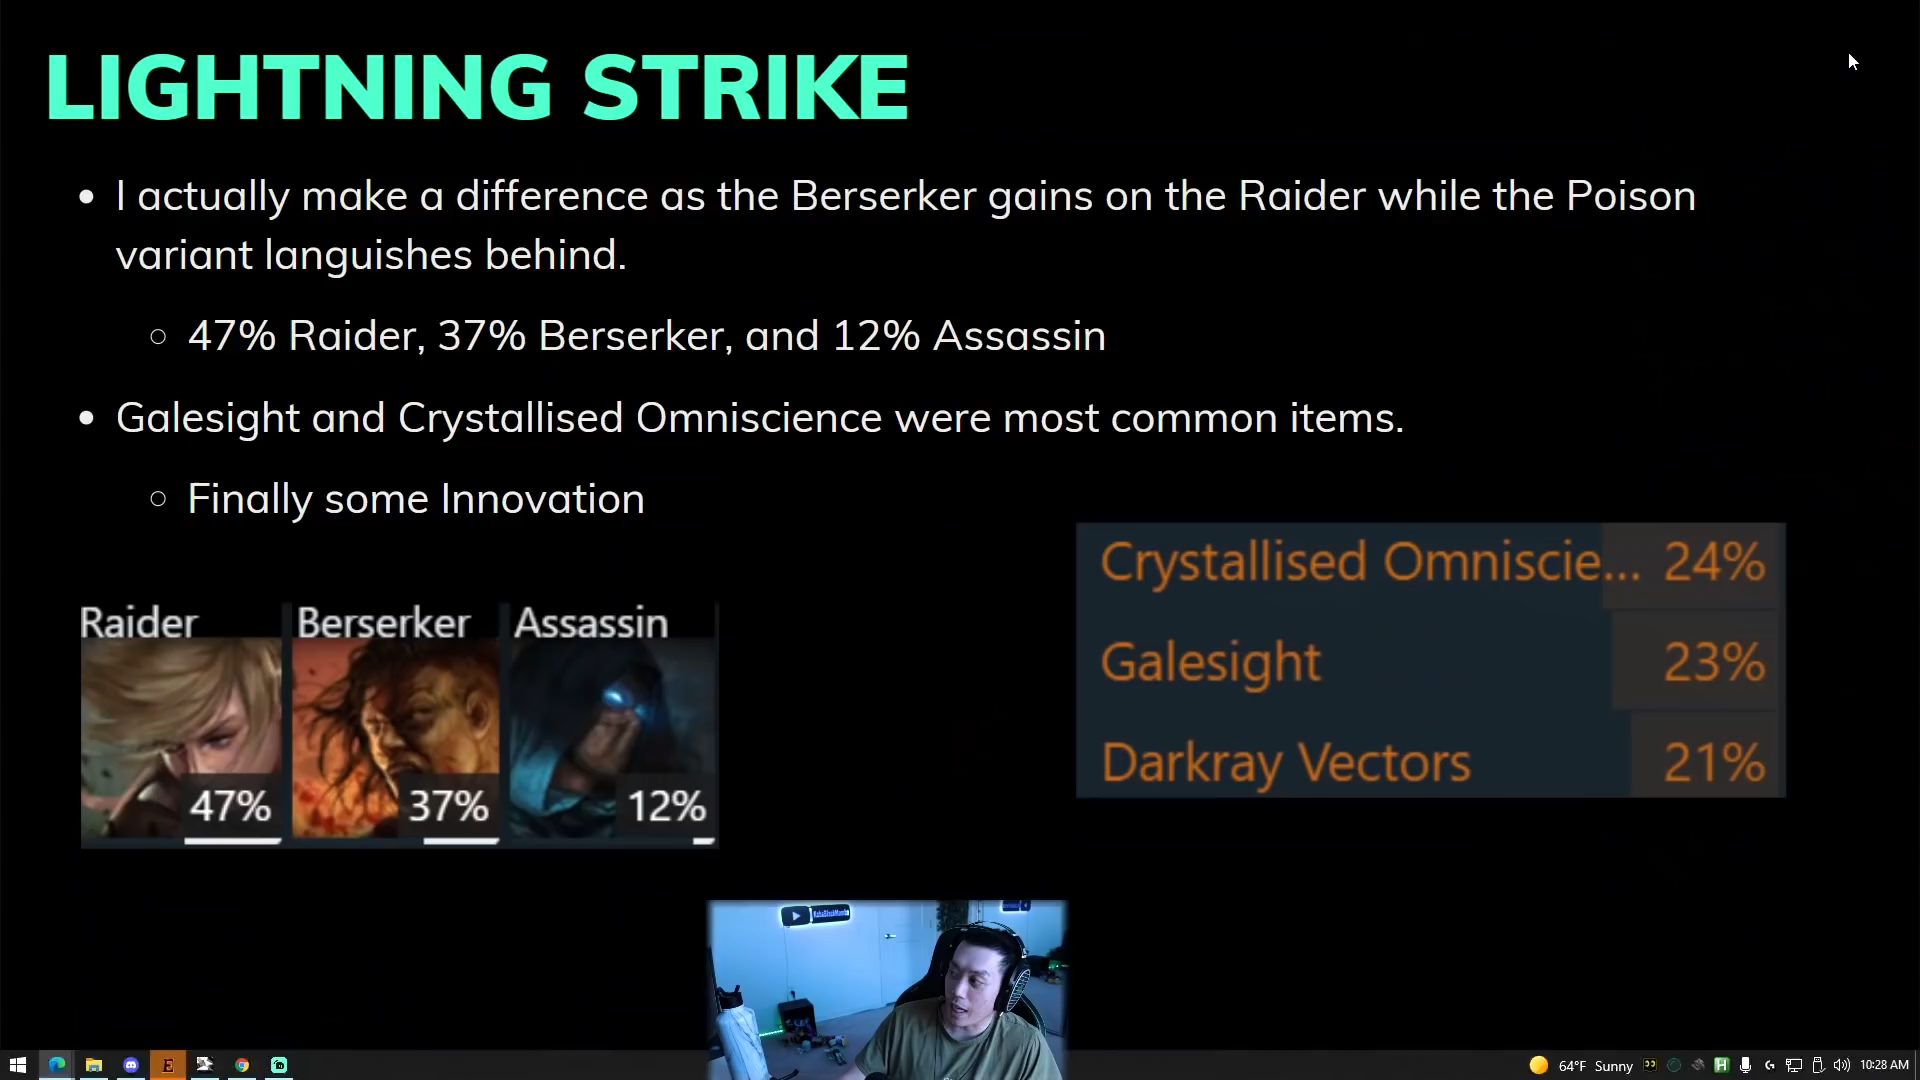 LIGHTNING STRIKE
• I actually make a difference as the Berserker gains on the Raider while the Poison
variant languishes behind.
○ 47% Raider, 37% Berserker, and 12% Assassin
• Galesight and Crystallised Omniscience were most common items.
○ Finally some Innovation
Crystallised Omniscie... 24%
Galesight 23%
Darkray Vectors 21%
Raider Berserker Assassin
47% 37% 12%
64°F Sunny
10:28 AM